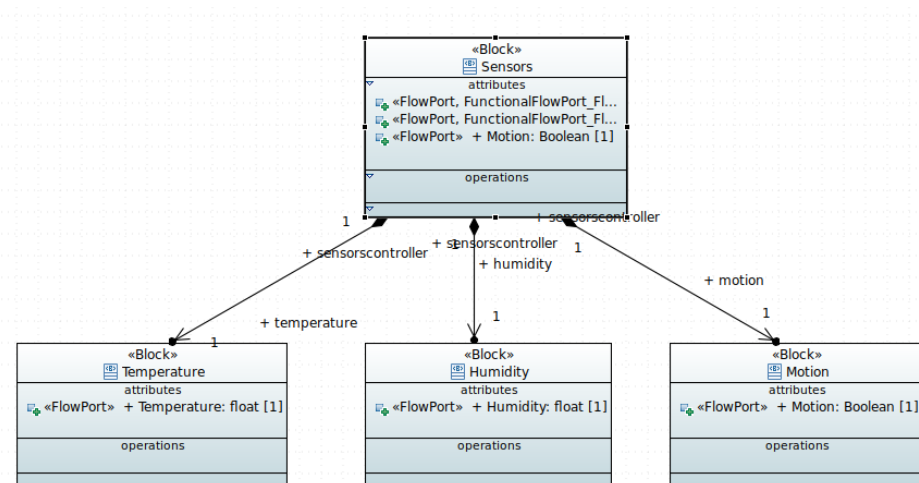 «Block»
Sensors
attributes
«FlowPort, FunctionalFlowPort_Fl...
«FlowPort, FunctionalFlowPort_Fl...
«FlowPort» + Motion: Boolean [1]
operations
1
+ sensorscontroller
1
+ sensorscontroller
+ sensorscontroller
1
+ humidity
+ motion
1
1
+ temperature
1
«Block»
Temperature
attributes
«FlowPort» + Temperature: float [1]
operations
«Block»
Humidity
attributes
«FlowPort» + Humidity: float [1]
operations
«Block»
Motion
attributes
«FlowPort» + Motion: Boolean [1]
operations